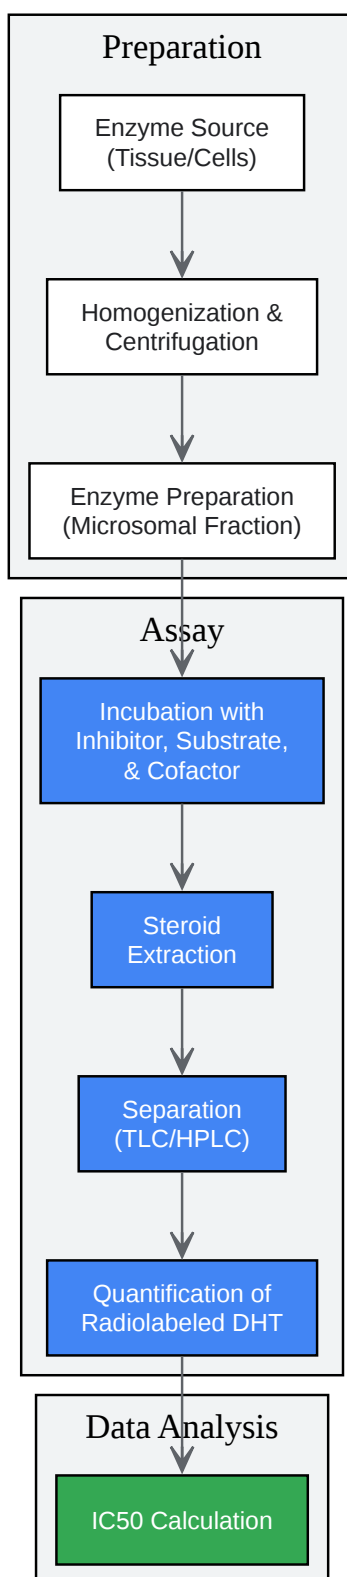 Preparation
Enzyme Source
(Tissue/Cells)
Homogenization &
Centrifugation
Enzyme Preparation
(Microsomal Fraction)
Assay
Incubation with
Inhibitor, Substrate,
& Cofactor
Steroid
Extraction
Separation
(TLC/HPLC)
Quantification of
Radiolabeled DHT
Data Analysis
IC50 Calculation